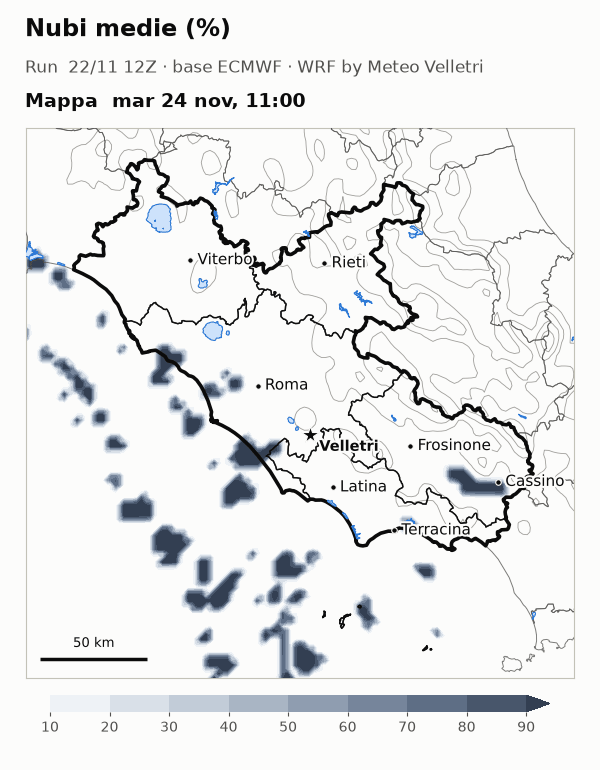 Nubi medie (%)
Run  22/11 12Z · base ECMWF · WRF by Meteo Velletri
Mappa  mar 24 nov, 11:00
Viterbo
Rieti
Roma
Velletri
Frosinone
Latina
Cassino
Terracina
50 km
10 20 30 40 50 60 70 80 90